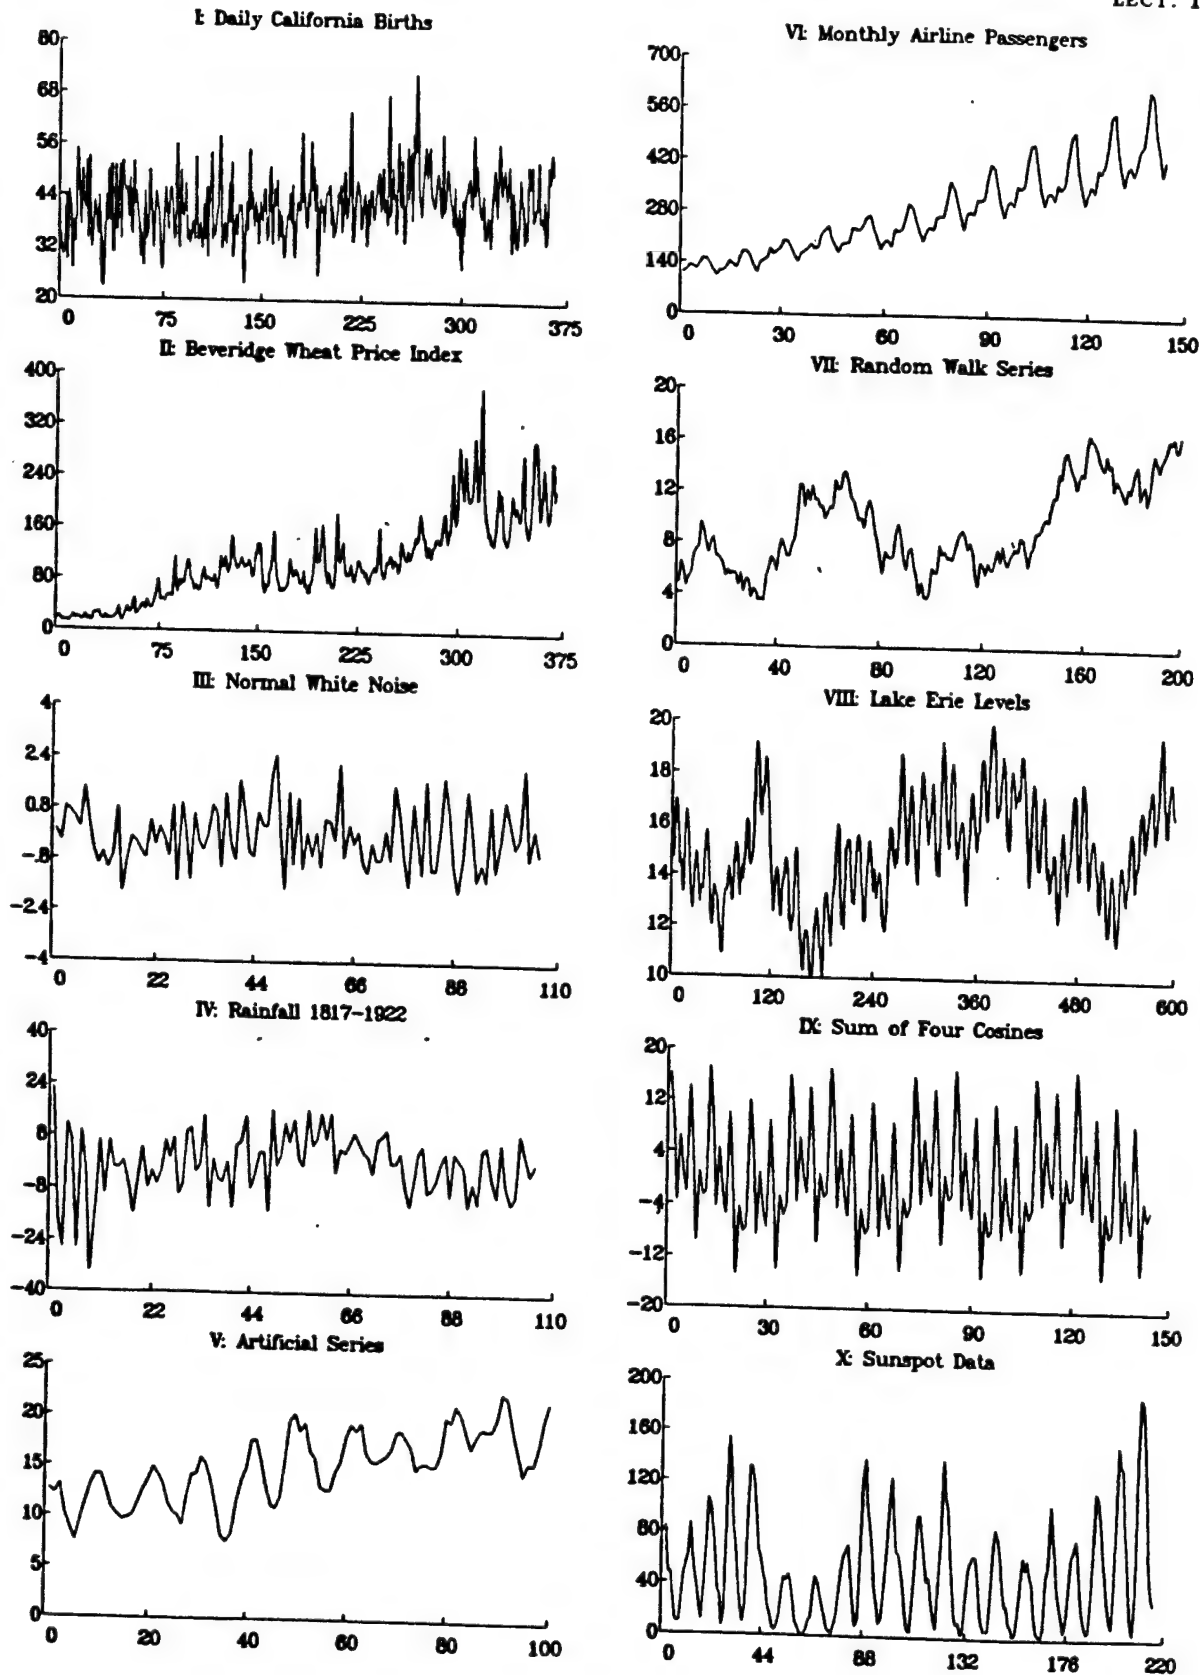 LECT. 1
I: Daily California Births
80
68
56
44
32
20
0 75 150 225 300 375
II: Beveridge Wheat Price Index
400
320
240
160
80
0
0 75 150 225 300 375
III: Normal White Noise
4
2.4
0.8
-.8
-2.4
-4
0 22 44 66 88 110
IV: Rainfall 1817-1922
40
24
8
-8
-24
-40
0 22 44 66 88 110
V: Artificial Series
25
20
15
10
5
0
0 20 40 60 80 100
VI: Monthly Airline Passengers
700
560
420
280
140
0
0 30 60 90 120 150
VII: Random Walk Series
20
16
12
8
4
0
0 40 80 120 160 200
VIII: Lake Erie Levels
20
18
16
14
12
10
0 120 240 360 480 600
IX: Sum of Four Cosines
20
12
4
-4
-12
-20
0 30 60 90 120 150
X: Sunspot Data
200
160
120
80
40
0
0 44 88 132 176 220